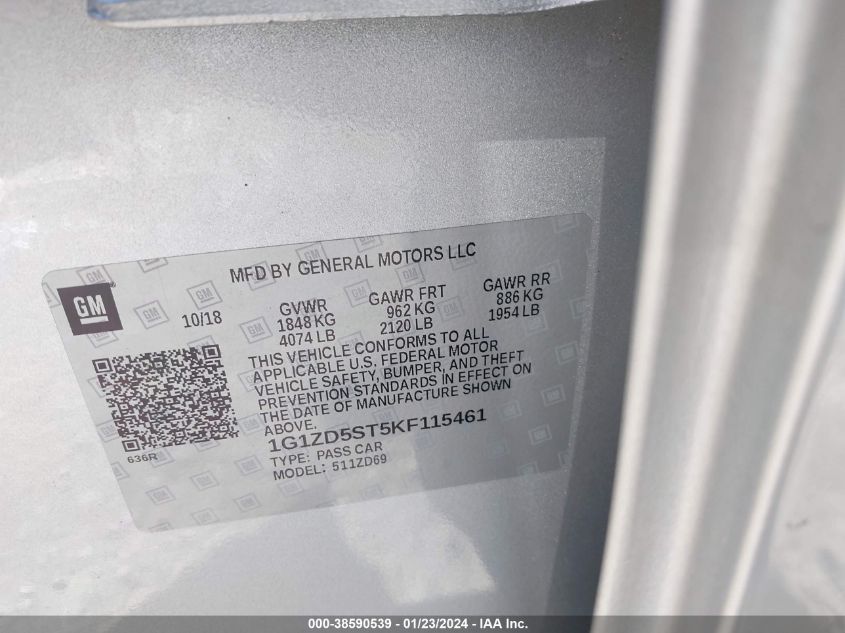 MFD BY GENERAL MOTORS LLC
GM
10/18
GVWR
1848 KG
4074 LB
GAWR FRT
962 KG
2120 LB
GAWR RR
886 KG
1954 LB
THIS VEHICLE CONFORMS TO ALL
APPLICABLE U.S. FEDERAL MOTOR
VEHICLE SAFETY, BUMPER, AND THEFT
PREVENTION STANDARDS IN EFFECT ON
THE DATE OF MANUFACTURE SHOWN
ABOVE.
1G1ZD5ST5KF115461
TYPE: PASS CAR
MODEL: 511ZD69
636R
000-38590539 - 01/23/2024 - IAA Inc.